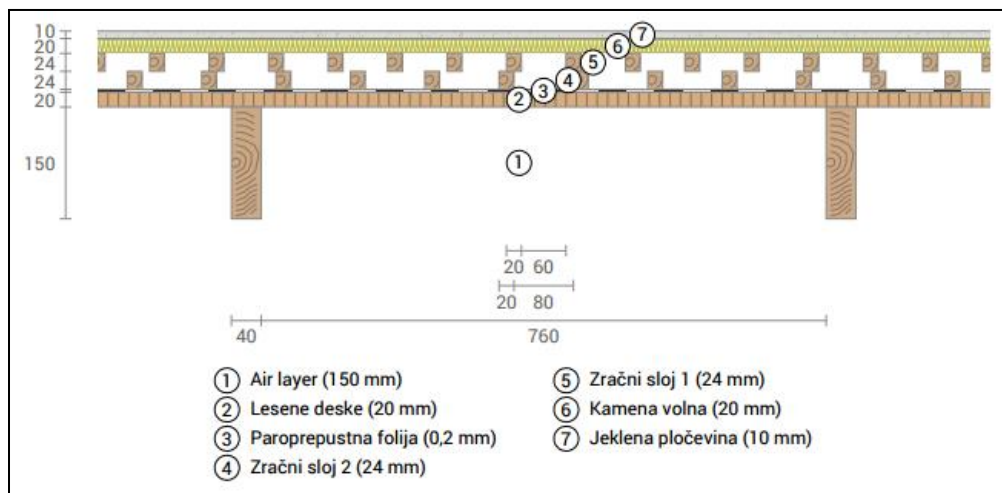 10
20
24
24
20
150
7
6
5
4
3
2
1
20 60
20 80
40 760
1 Air layer (150 mm)
2 Lesene deske (20 mm)
3 Paroprepustna folija (0,2 mm)
4 Zračni sloj 2 (24 mm)
5 Zračni sloj 1 (24 mm)
6 Kamena volna (20 mm)
7 Jeklena pločevina (10 mm)